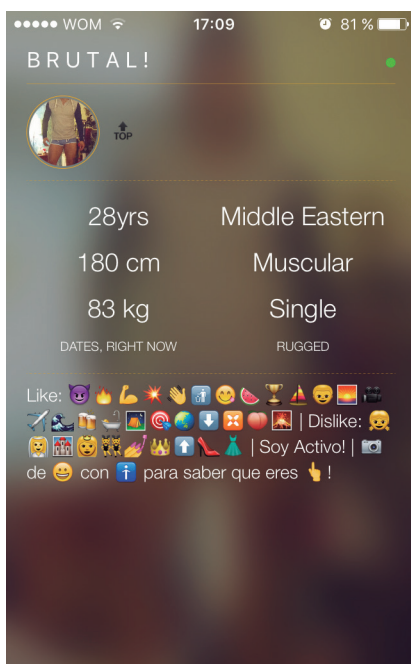 ●●●●● WOM 17:09 81 %
BRUTAL!
TOP
28yrs Middle Eastern
180 cm Muscular
83 kg Single
DATES, RIGHT NOW RUGGED
Like: 😈🔥💪💥👋🚮😋🍉🏆⛵👦🌅🎥
✈️🏄🍻🛁🏕🎯🌏⬇️💢🍑🎇 | Dislike: 👧
👰🏰👸👯💅👑⬆️👠👗 | Soy Activo! | 📷
de 😀 con ℹ️ para saber que eres 👆 !